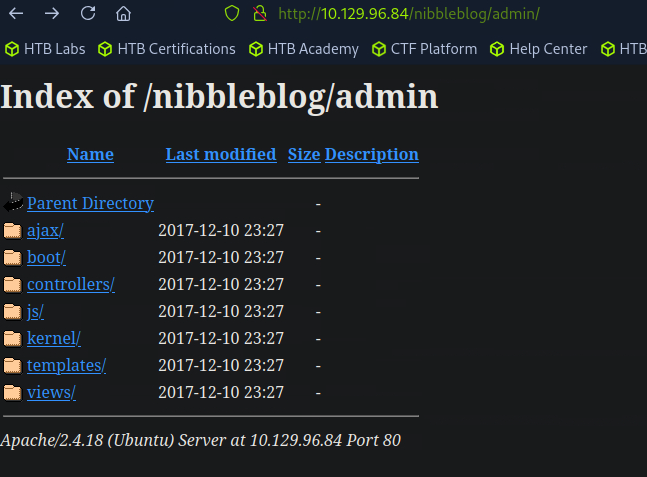 http://10.129.96.84/nibbleblog/admin/
HTB Labs HTB Certifications HTB Academy CTF Platform Help Center HTB
Index of /nibbleblog/admin
Name Last modified Size Description
Parent Directory -
ajax/ 2017-12-10 23:27 -
boot/ 2017-12-10 23:27 -
controllers/ 2017-12-10 23:27 -
js/ 2017-12-10 23:27 -
kernel/ 2017-12-10 23:27 -
templates/ 2017-12-10 23:27 -
views/ 2017-12-10 23:27 -
Apache/2.4.18 (Ubuntu) Server at 10.129.96.84 Port 80